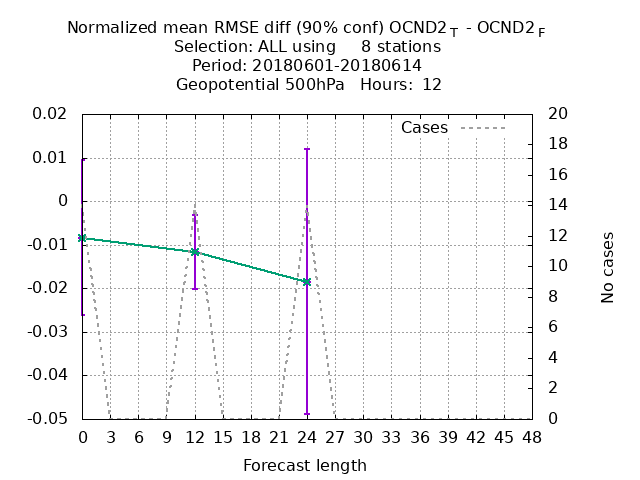 Normalized mean RMSE diff (90% conf) OCND2 T - OCND2 F
Selection: ALL using 8 stations
Period: 20180601-20180614
Geopotential 500hPa Hours: 12
Cases
0.02
0.01
0
-0.01
-0.02
-0.03
-0.04
-0.05
20
18
16
14
12
10
8
6
4
2
0
No cases
0 3 6 9 12 15 18 21 24 27 30 33 36 39 42 45 48
Forecast length